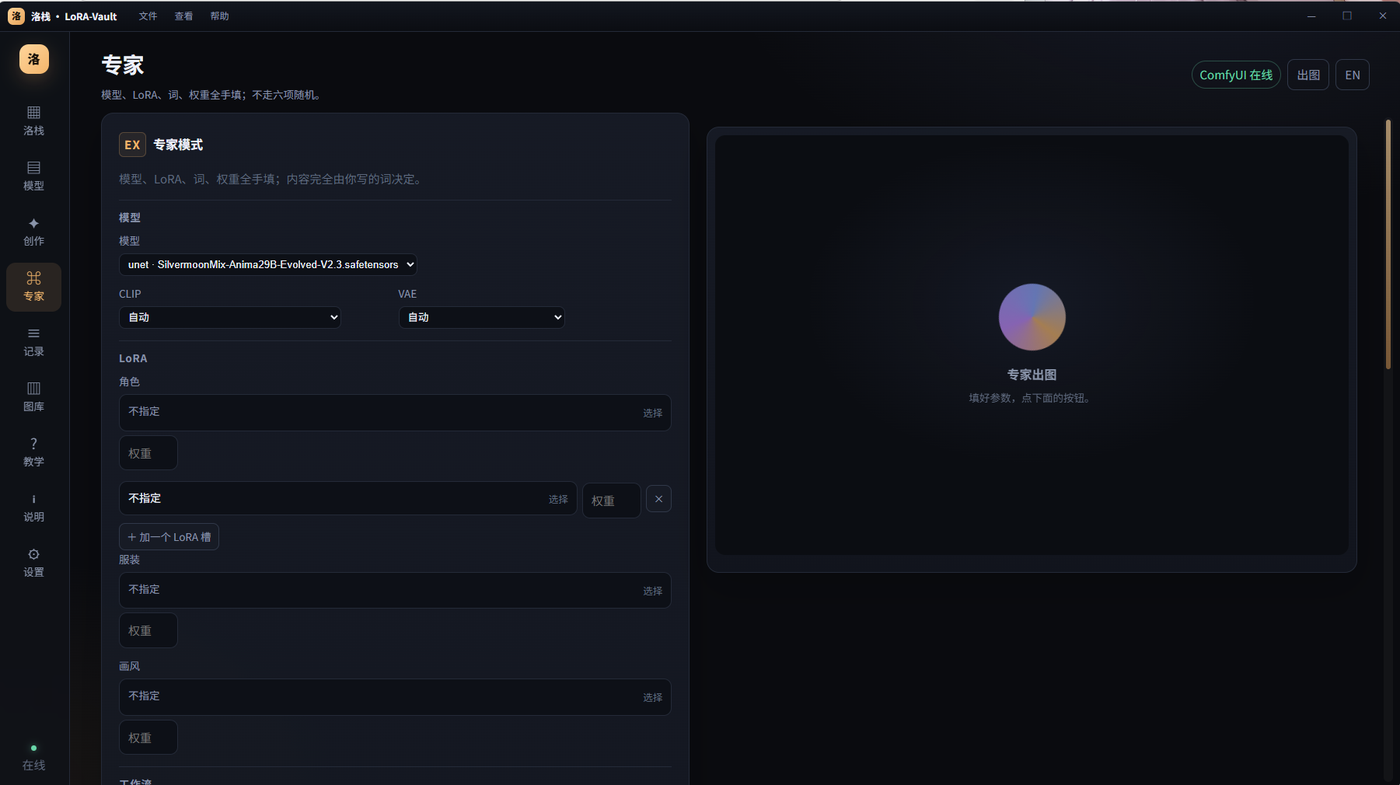 洛 洛栈 • LoRA-Vault 文件 查看 帮助
洛
洛栈
模型
创作
专家
记录
图库
? 教学
i 说明
设置
在线
专家
模型、LoRA、词、权重全手填；不走六项随机。
ComfyUI 在线 出图 EN
EX 专家模式
模型、LoRA、词、权重全手填；内容完全由你写的词决定。
模型
模型
unet · SilvermoonMix-Anima29B-Evolved-V2.3.safetensors
CLIP VAE
自动 自动
LoRA
角色
不指定 选择
权重
不指定 选择 权重 ×
＋ 加一个 LoRA 槽
服装
不指定 选择
权重
画风
不指定 选择
权重
工作流
专家出图
填好参数，点下面的按钮。